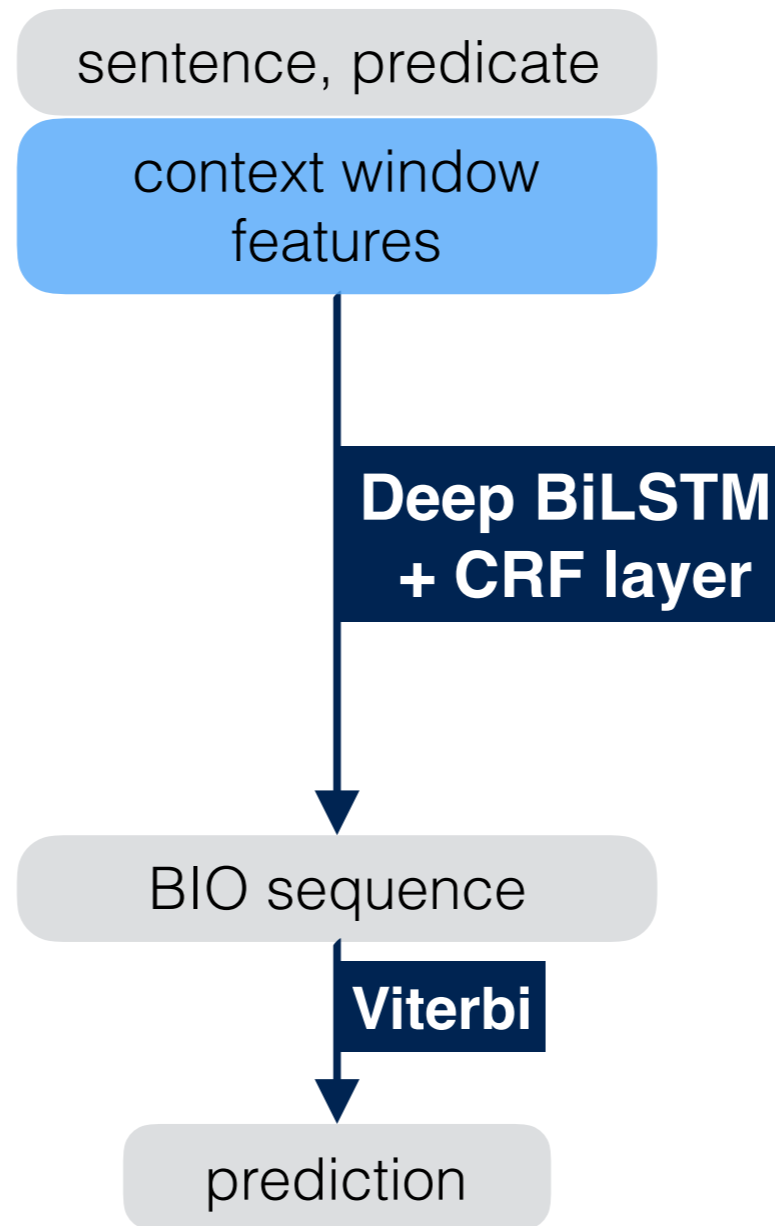 sentence, predicate
context window
features
Deep BiLSTM
+ CRF layer
BIO sequence
Viterbi
prediction